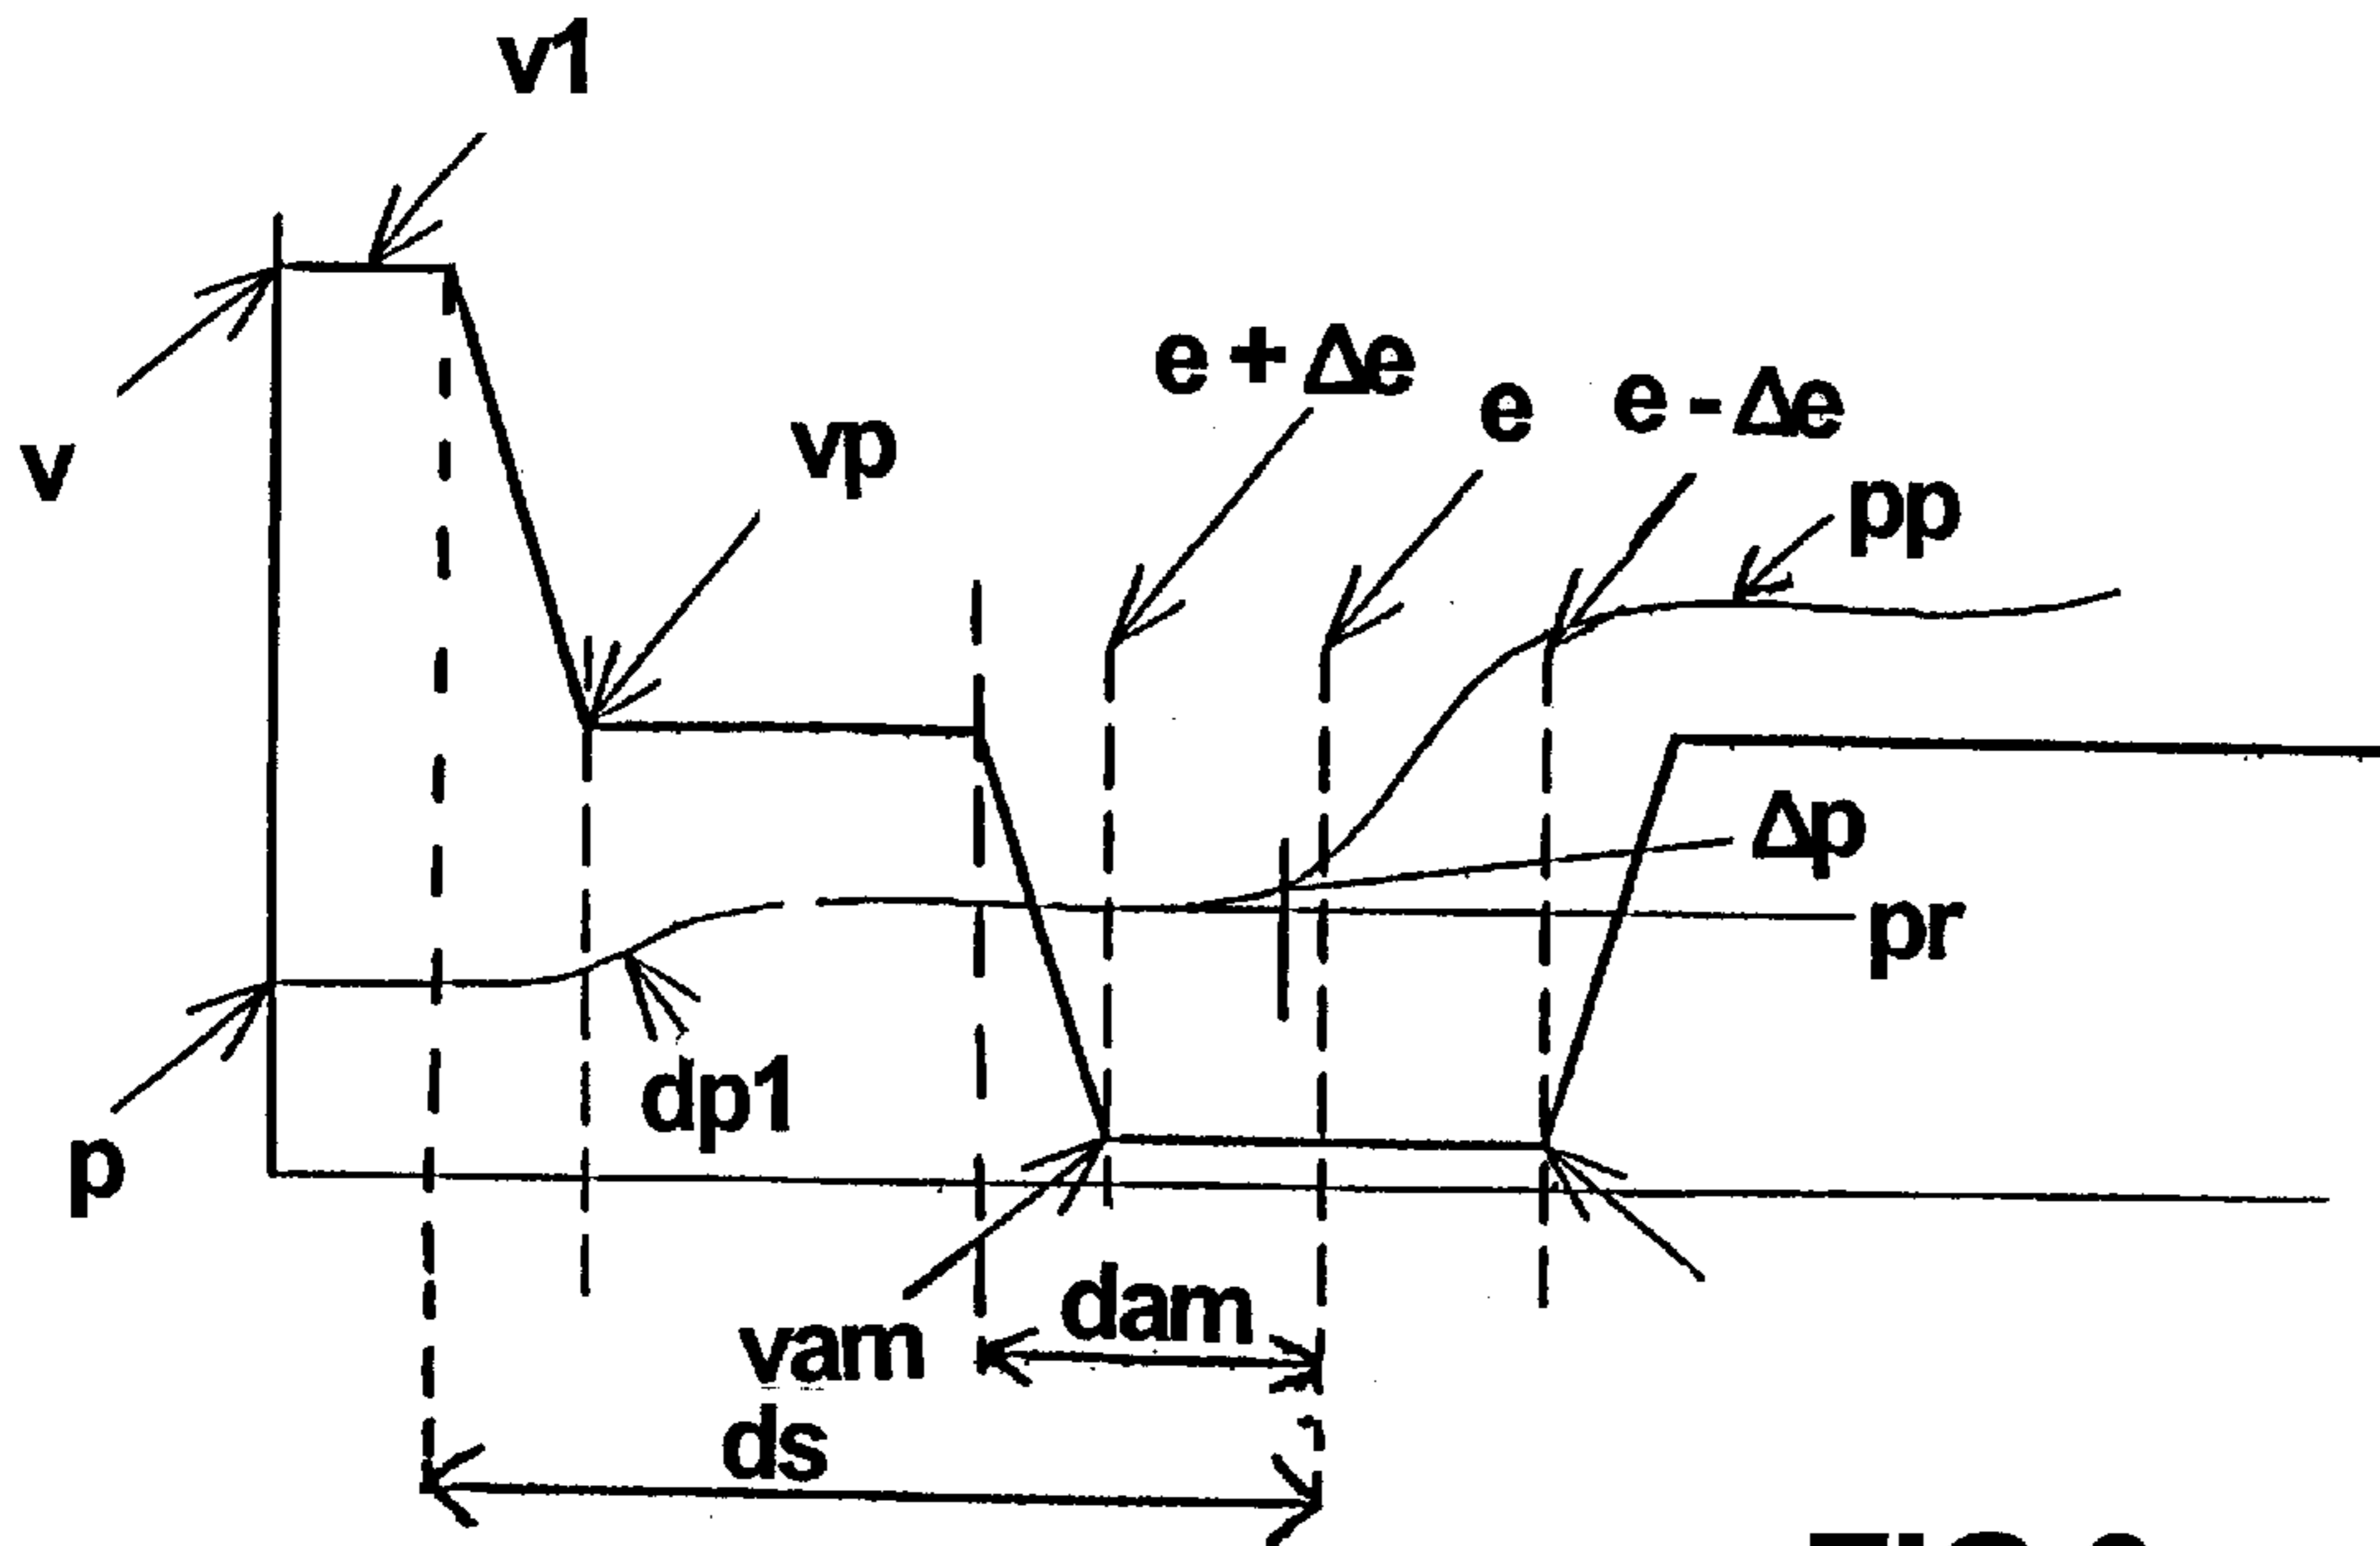 v1
e + Δe
e
e - Δe
v
vp
pp
Δp
pr
dp1
p
dam
vam
ds